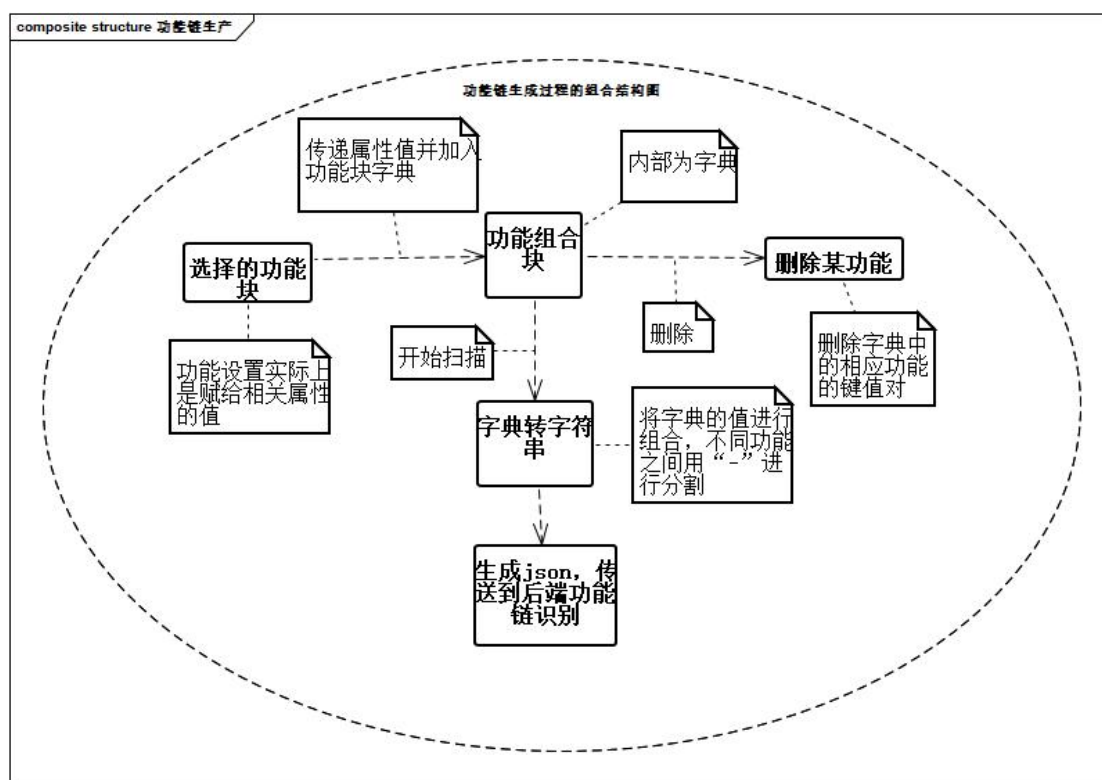 composite structure 功能链生产
功能链生成过程的组合结构图
传递属性值并加入
功能块字典
内部为字典
功能组合
块
选择的功能
块
删除某功能
开始扫描
删除
功能设置实际上
是赋给相关属性
的值
删除字典中
的相应功能
的键值对
字典转字符
串
将字典的值进行
组合，不同功能
之间用“-”进
行分割
生成json，传
送到后端功能
链识别